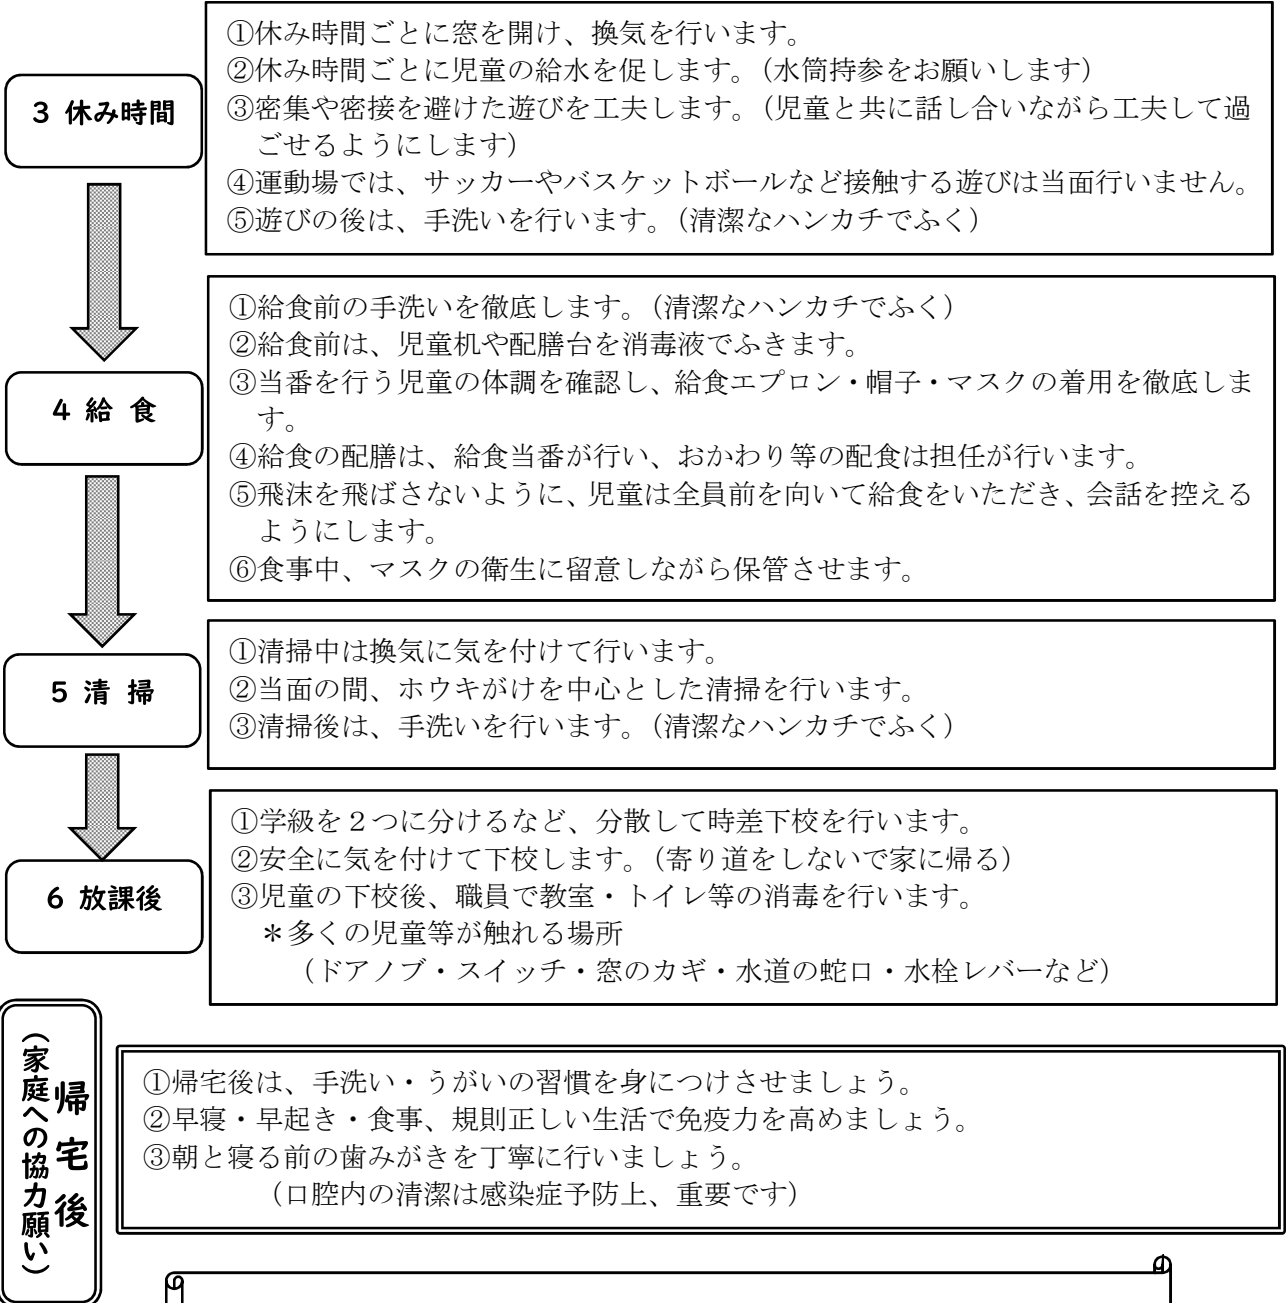 3 休み時間
①休み時間ごとに窓を開け、換気を行います。
②休み時間ごとに児童の給水を促します。（水筒持参をお願いします）
③密集や密接を避けた遊びを工夫します。（児童と共に話し合いながら工夫して過
ごせるようにします）
④運動場では、サッカーやバスケットボールなど接触する遊びは当面行いません。
⑤遊びの後は、手洗いを行います。（清潔なハンカチでふく）
4 給 食
①給食前の手洗いを徹底します。（清潔なハンカチでふく）
②給食前は、児童机や配膳台を消毒液でふきます。
③当番を行う児童の体調を確認し、給食エプロン・帽子・マスクの着用を徹底しま
す。
④給食の配膳は、給食当番が行い、おかわり等の配食は担任が行います。
⑤飛沫を飛ばさないように、児童は全員前を向いて給食をいただき、会話を控える
ようにします。
⑥食事中、マスクの衛生に留意しながら保管させます。
5 清 掃
①清掃中は換気に気を付けて行います。
②当面の間、ホウキがけを中心とした清掃を行います。
③清掃後は、手洗いを行います。（清潔なハンカチでふく）
6 放課後
①学級を２つに分けるなど、分散して時差下校を行います。
②安全に気を付けて下校します。（寄り道をしないで家に帰る）
③児童の下校後、職員で教室・トイレ等の消毒を行います。
＊多くの児童等が触れる場所
（ドアノブ・スイッチ・窓のカギ・水道の蛇口・水栓レバーなど）
帰宅後
（家庭への協力願い）
①帰宅後は、手洗い・うがいの習慣を身につけさせましょう。
②早寝・早起き・食事、規則正しい生活で免疫力を高めましょう。
③朝と寝る前の歯みがきを丁寧に行いましょう。
（口腔内の清潔は感染症予防上、重要です）